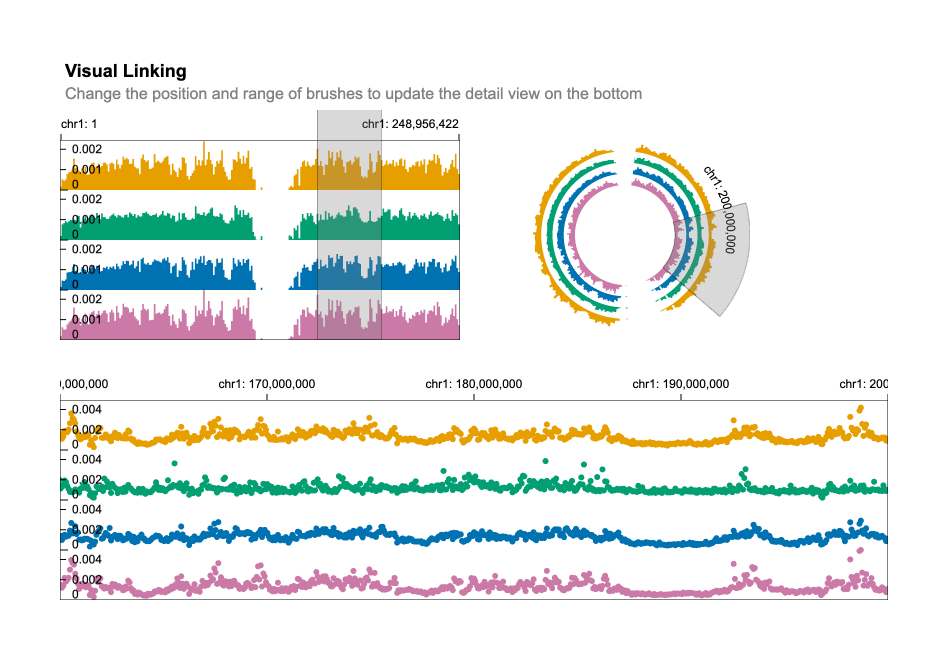 Visual Linking
Change the position and range of brushes to update the detail view on the bottom
chr1: 1
chr1: 248,956,422
0.002
0.001
0
0.002
0.001
0
0.002
0.001
0
0.002
0.001
0
chr1: 200,000,000
0,000,000
chr1: 170,000,000
chr1: 180,000,000
chr1: 190,000,000
chr1: 200
0.004
0.002
0
0.004
0.002
0
0.004
0.002
0
0.004
0.002
0